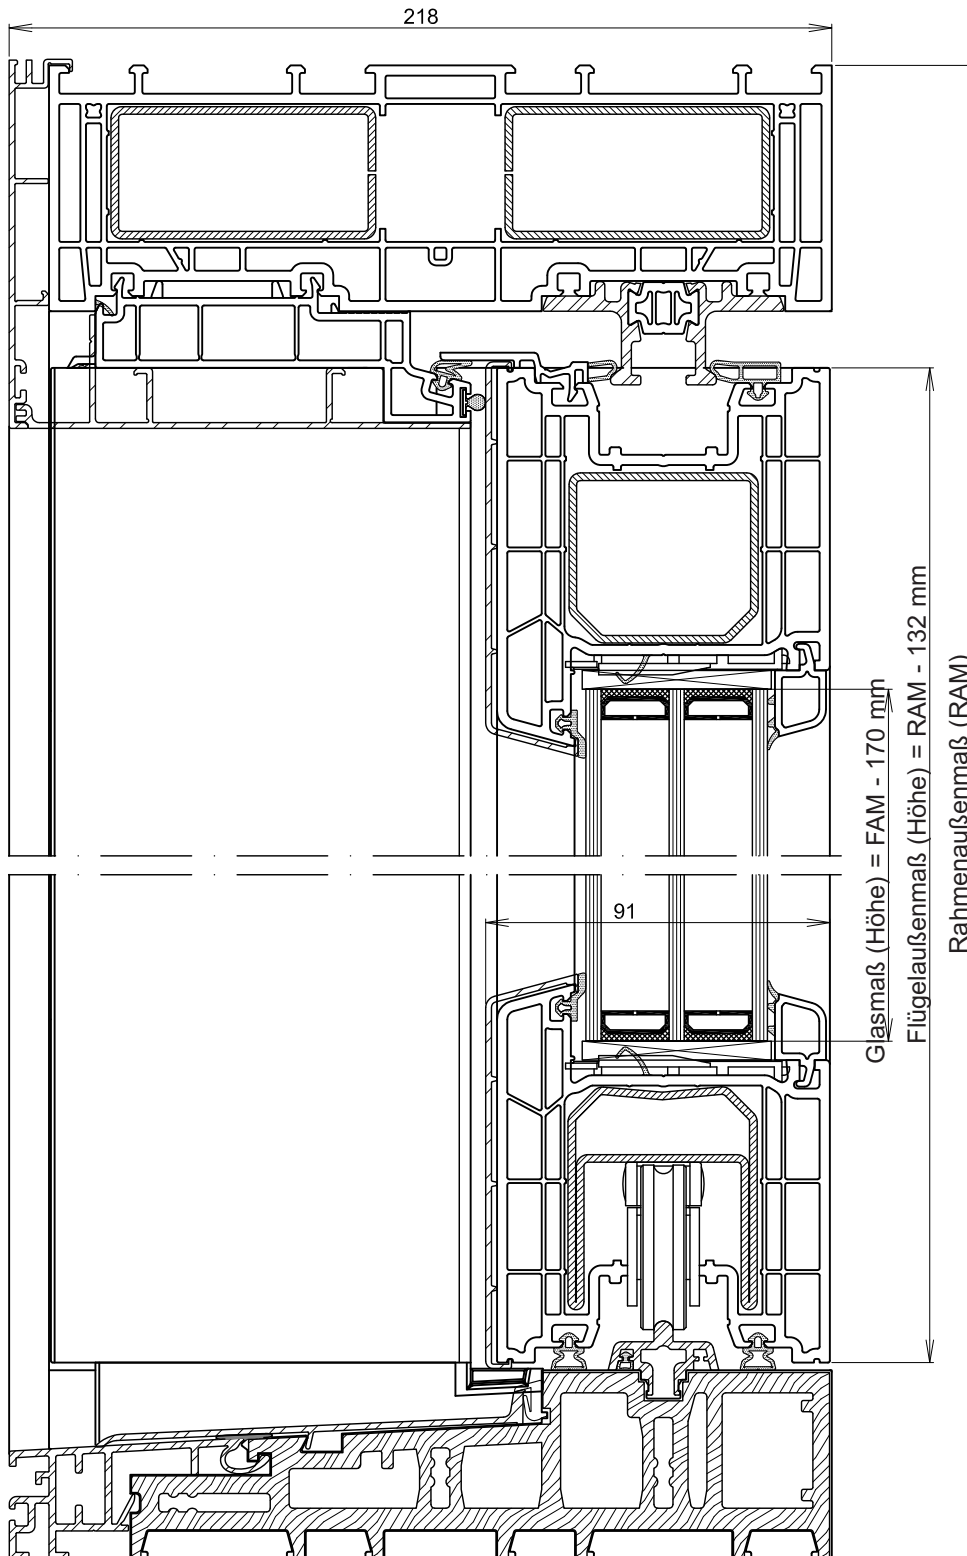 218
91
Glasmaß (Höhe) = FAM - 170 mm
Flügelaußenmaß (Höhe) = RAM - 132 mm
Rahmenaußenmaß (RAM)